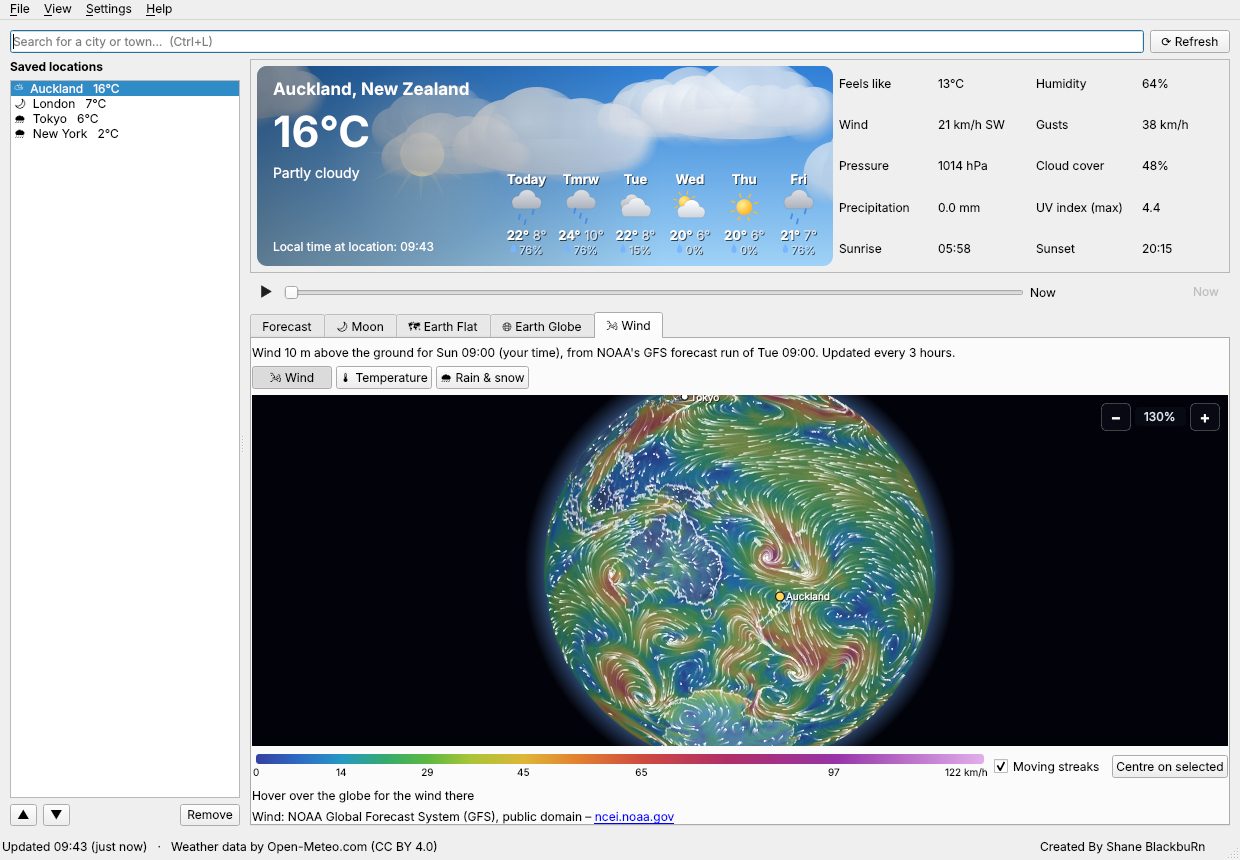 File View Settings Help
Search for a city or town... (Ctrl+L)
⟳ Refresh
Saved locations
Auckland 16°C
London 7°C
Tokyo 6°C
New York 2°C
Auckland, New Zealand
16°C
Partly cloudy
Today Tmrw Tue Wed Thu Fri
22° 8° 24° 10° 22° 8° 20° 6° 20° 6° 21° 7°
76% 76% 15% 0% 0% 76%
Local time at location: 09:43
Feels like 13°C Humidity 64%
Wind 21 km/h SW Gusts 38 km/h
Pressure 1014 hPa Cloud cover 48%
Precipitation 0.0 mm UV index (max) 4.4
Sunrise 05:58 Sunset 20:15
Now Now
Forecast Moon Earth Flat Earth Globe Wind
Wind 10 m above the ground for Sun 09:00 (your time), from NOAA's GFS forecast run of Tue 09:00. Updated every 3 hours.
Wind Temperature Rain & snow
Tokyo
− 130% +
Auckland
0 14 29 45 65 97 122 km/h
Moving streaks
Centre on selected
Hover over the globe for the wind there
Wind: NOAA Global Forecast System (GFS), public domain – ncei.noaa.gov
▲ ▼ Remove
Updated 09:43 (just now) · Weather data by Open-Meteo.com (CC BY 4.0)
Created By Shane BlackbuRn